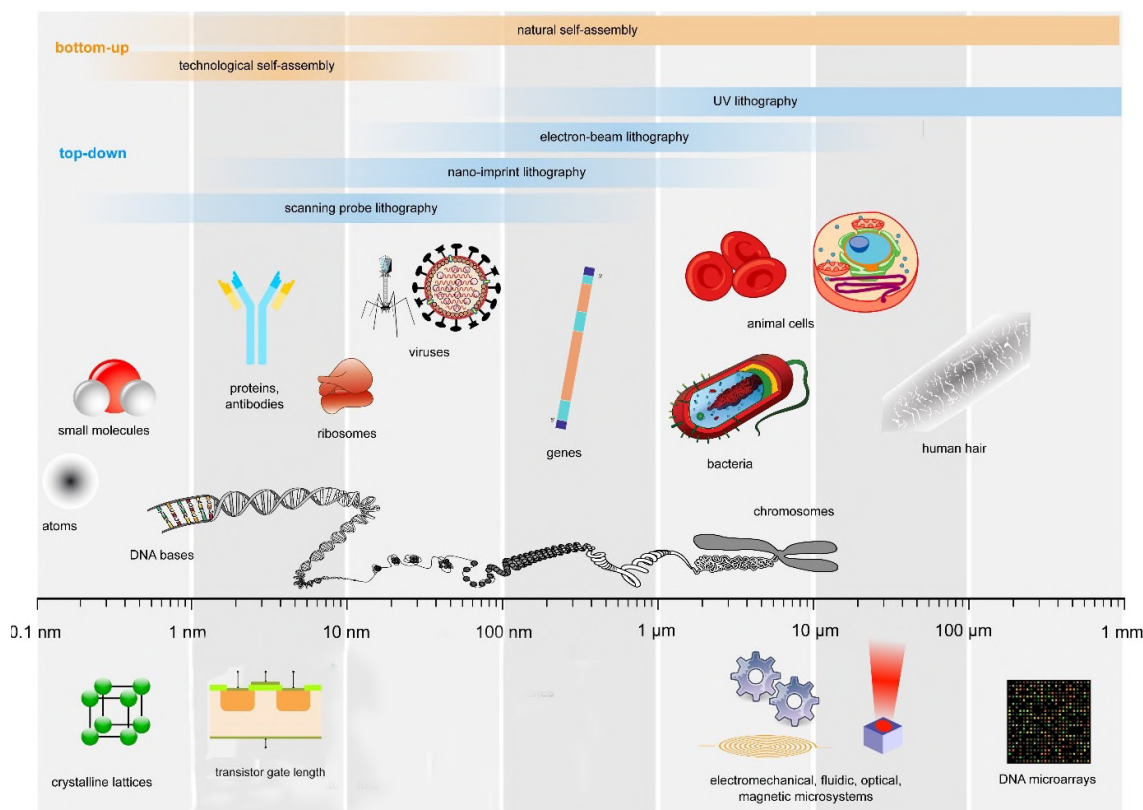 natural self-assembly
bottom-up
technological self-assembly
UV lithography
electron-beam lithography
top-down
nano-imprint lithography
scanning probe lithography
animal cells
viruses
proteins,
antibodies
small molecules
ribosomes
genes
bacteria
human hair
atoms
DNA bases
chromosomes
0.1 nm
1 nm
10 nm
100 nm
1 μm
10 μm
100 μm
1 mm
crystalline lattices
transistor gate length
electromechanical, fluidic, optical,
magnetic microsystems
DNA microarrays